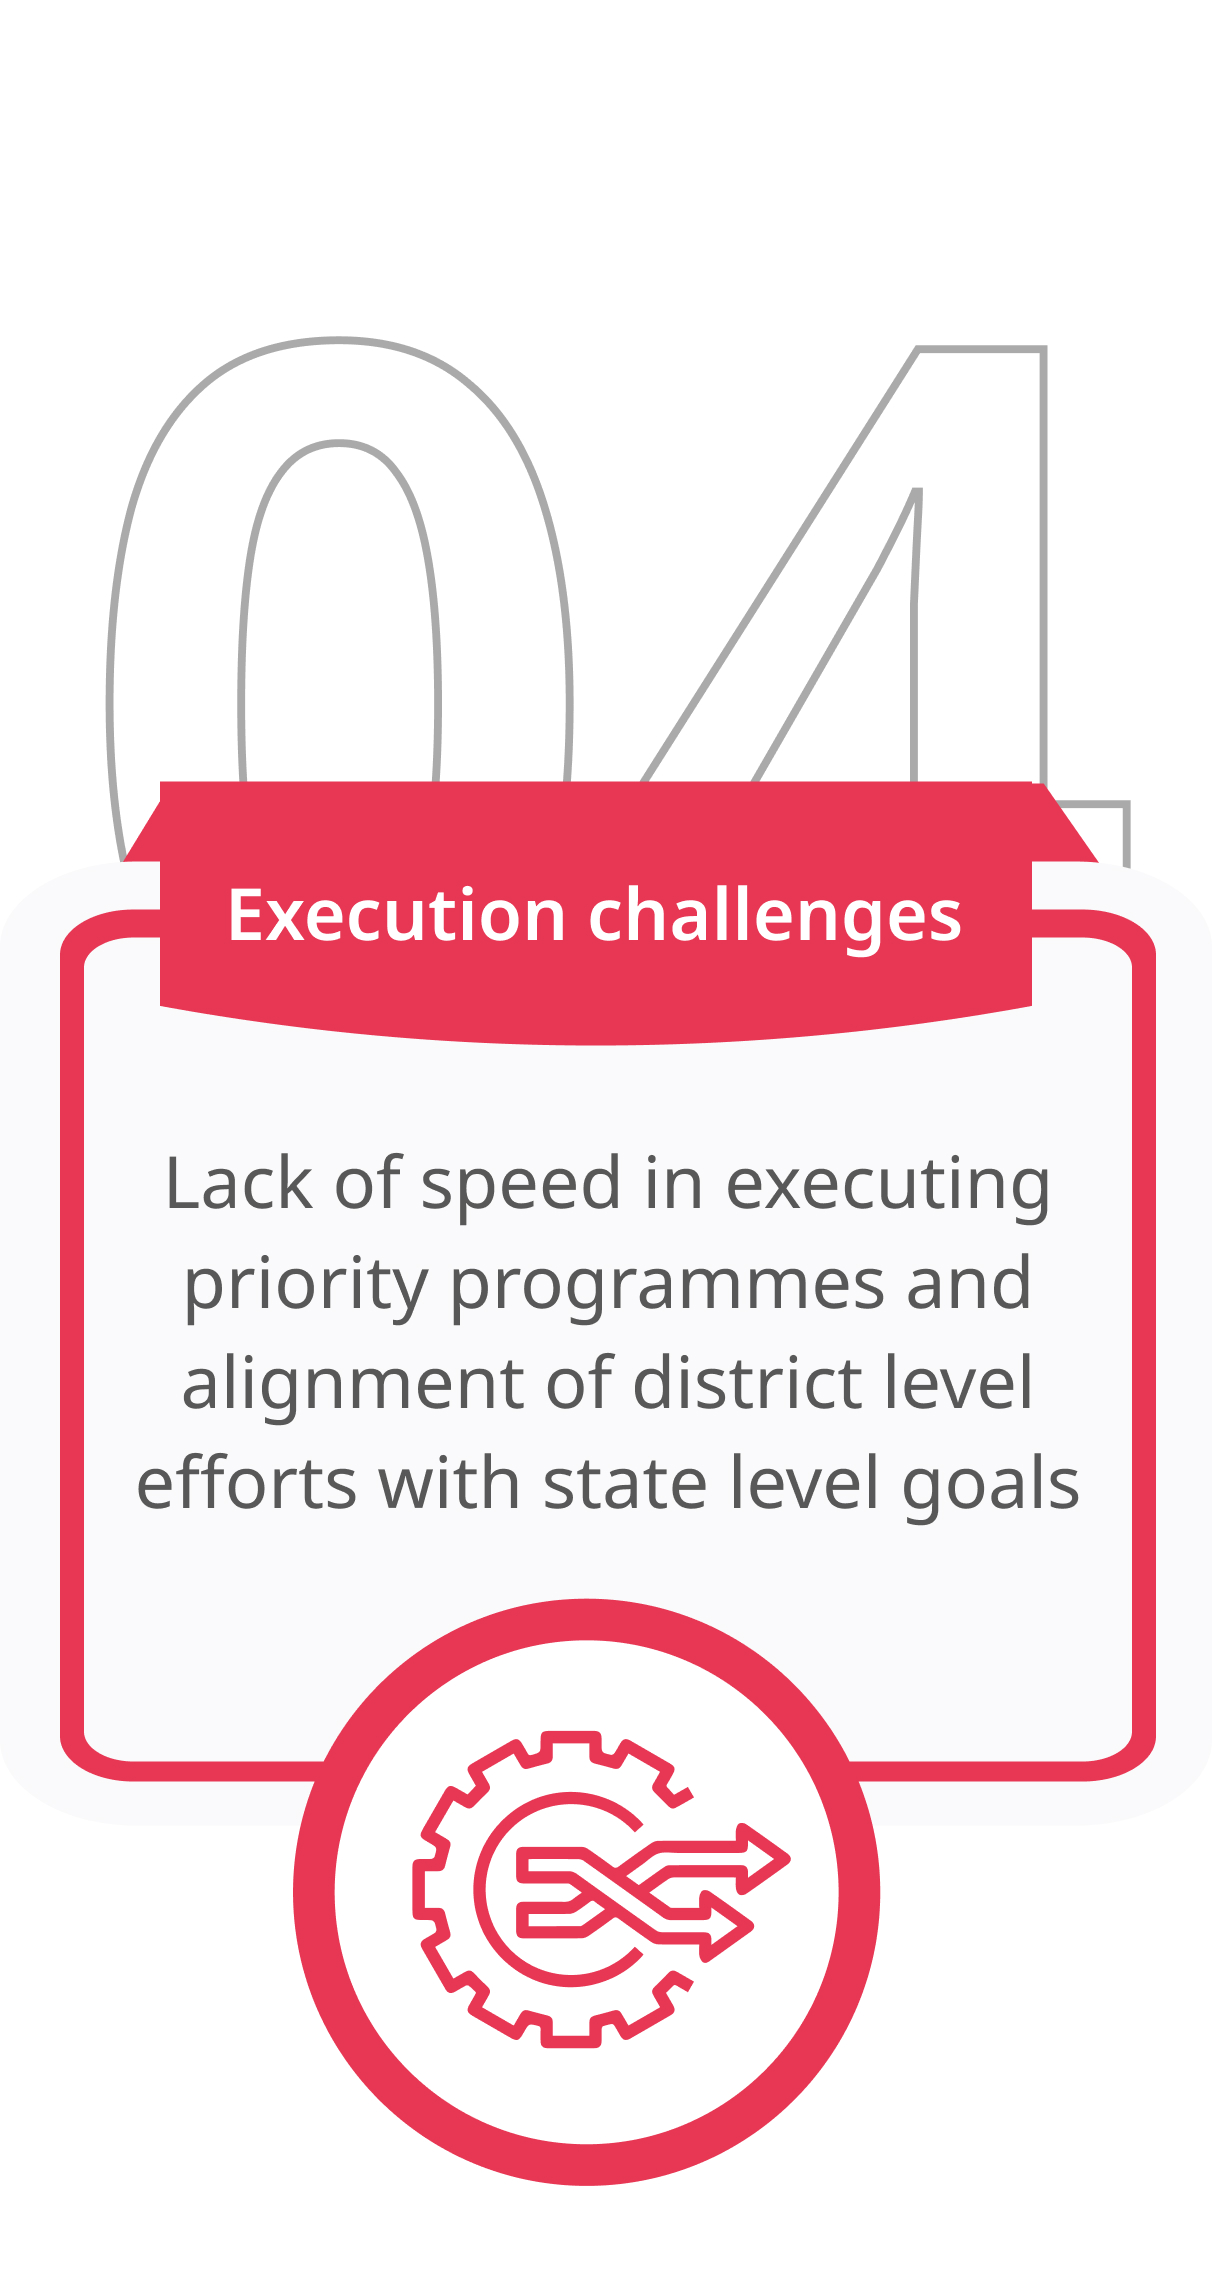 04
Execution challenges
Lack of speed in executing
priority programmes and
alignment of district level
efforts with state level goals